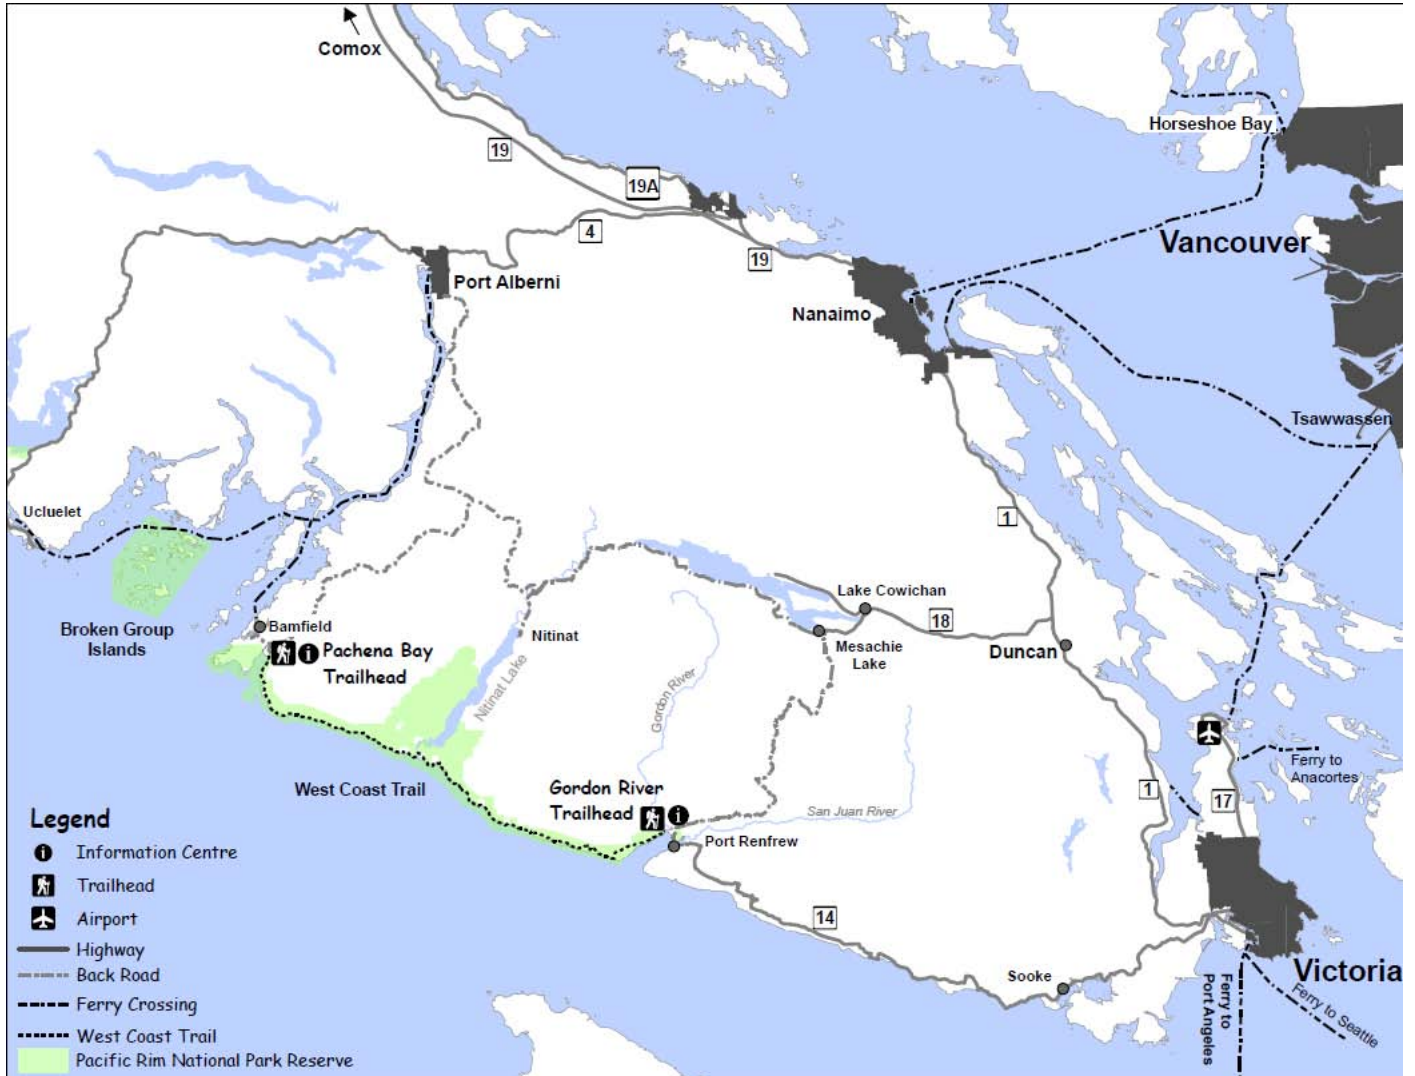 Comox
Horseshoe Bay
19
19A
4
19
Vancouver
Port Alberni
Nanaimo
Tsawwassen
Ucluelet
1
Lake Cowichan
18
Broken Group
Islands
Bamfield
Nitinat
Mesachie
Lake
Duncan
Pachena Bay
Trailhead
Nitinat Lake
Gordon River
West Coast Trail
Gordon River
Trailhead
San Juan River
Port Renfrew
Ferry to
Anacortes
1
17
14
Sooke
Victoria
Ferry to
Port Angeles
Ferry to Seattle
Legend
Information Centre
Trailhead
Airport
Highway
Back Road
Ferry Crossing
West Coast Trail
Pacific Rim National Park Reserve